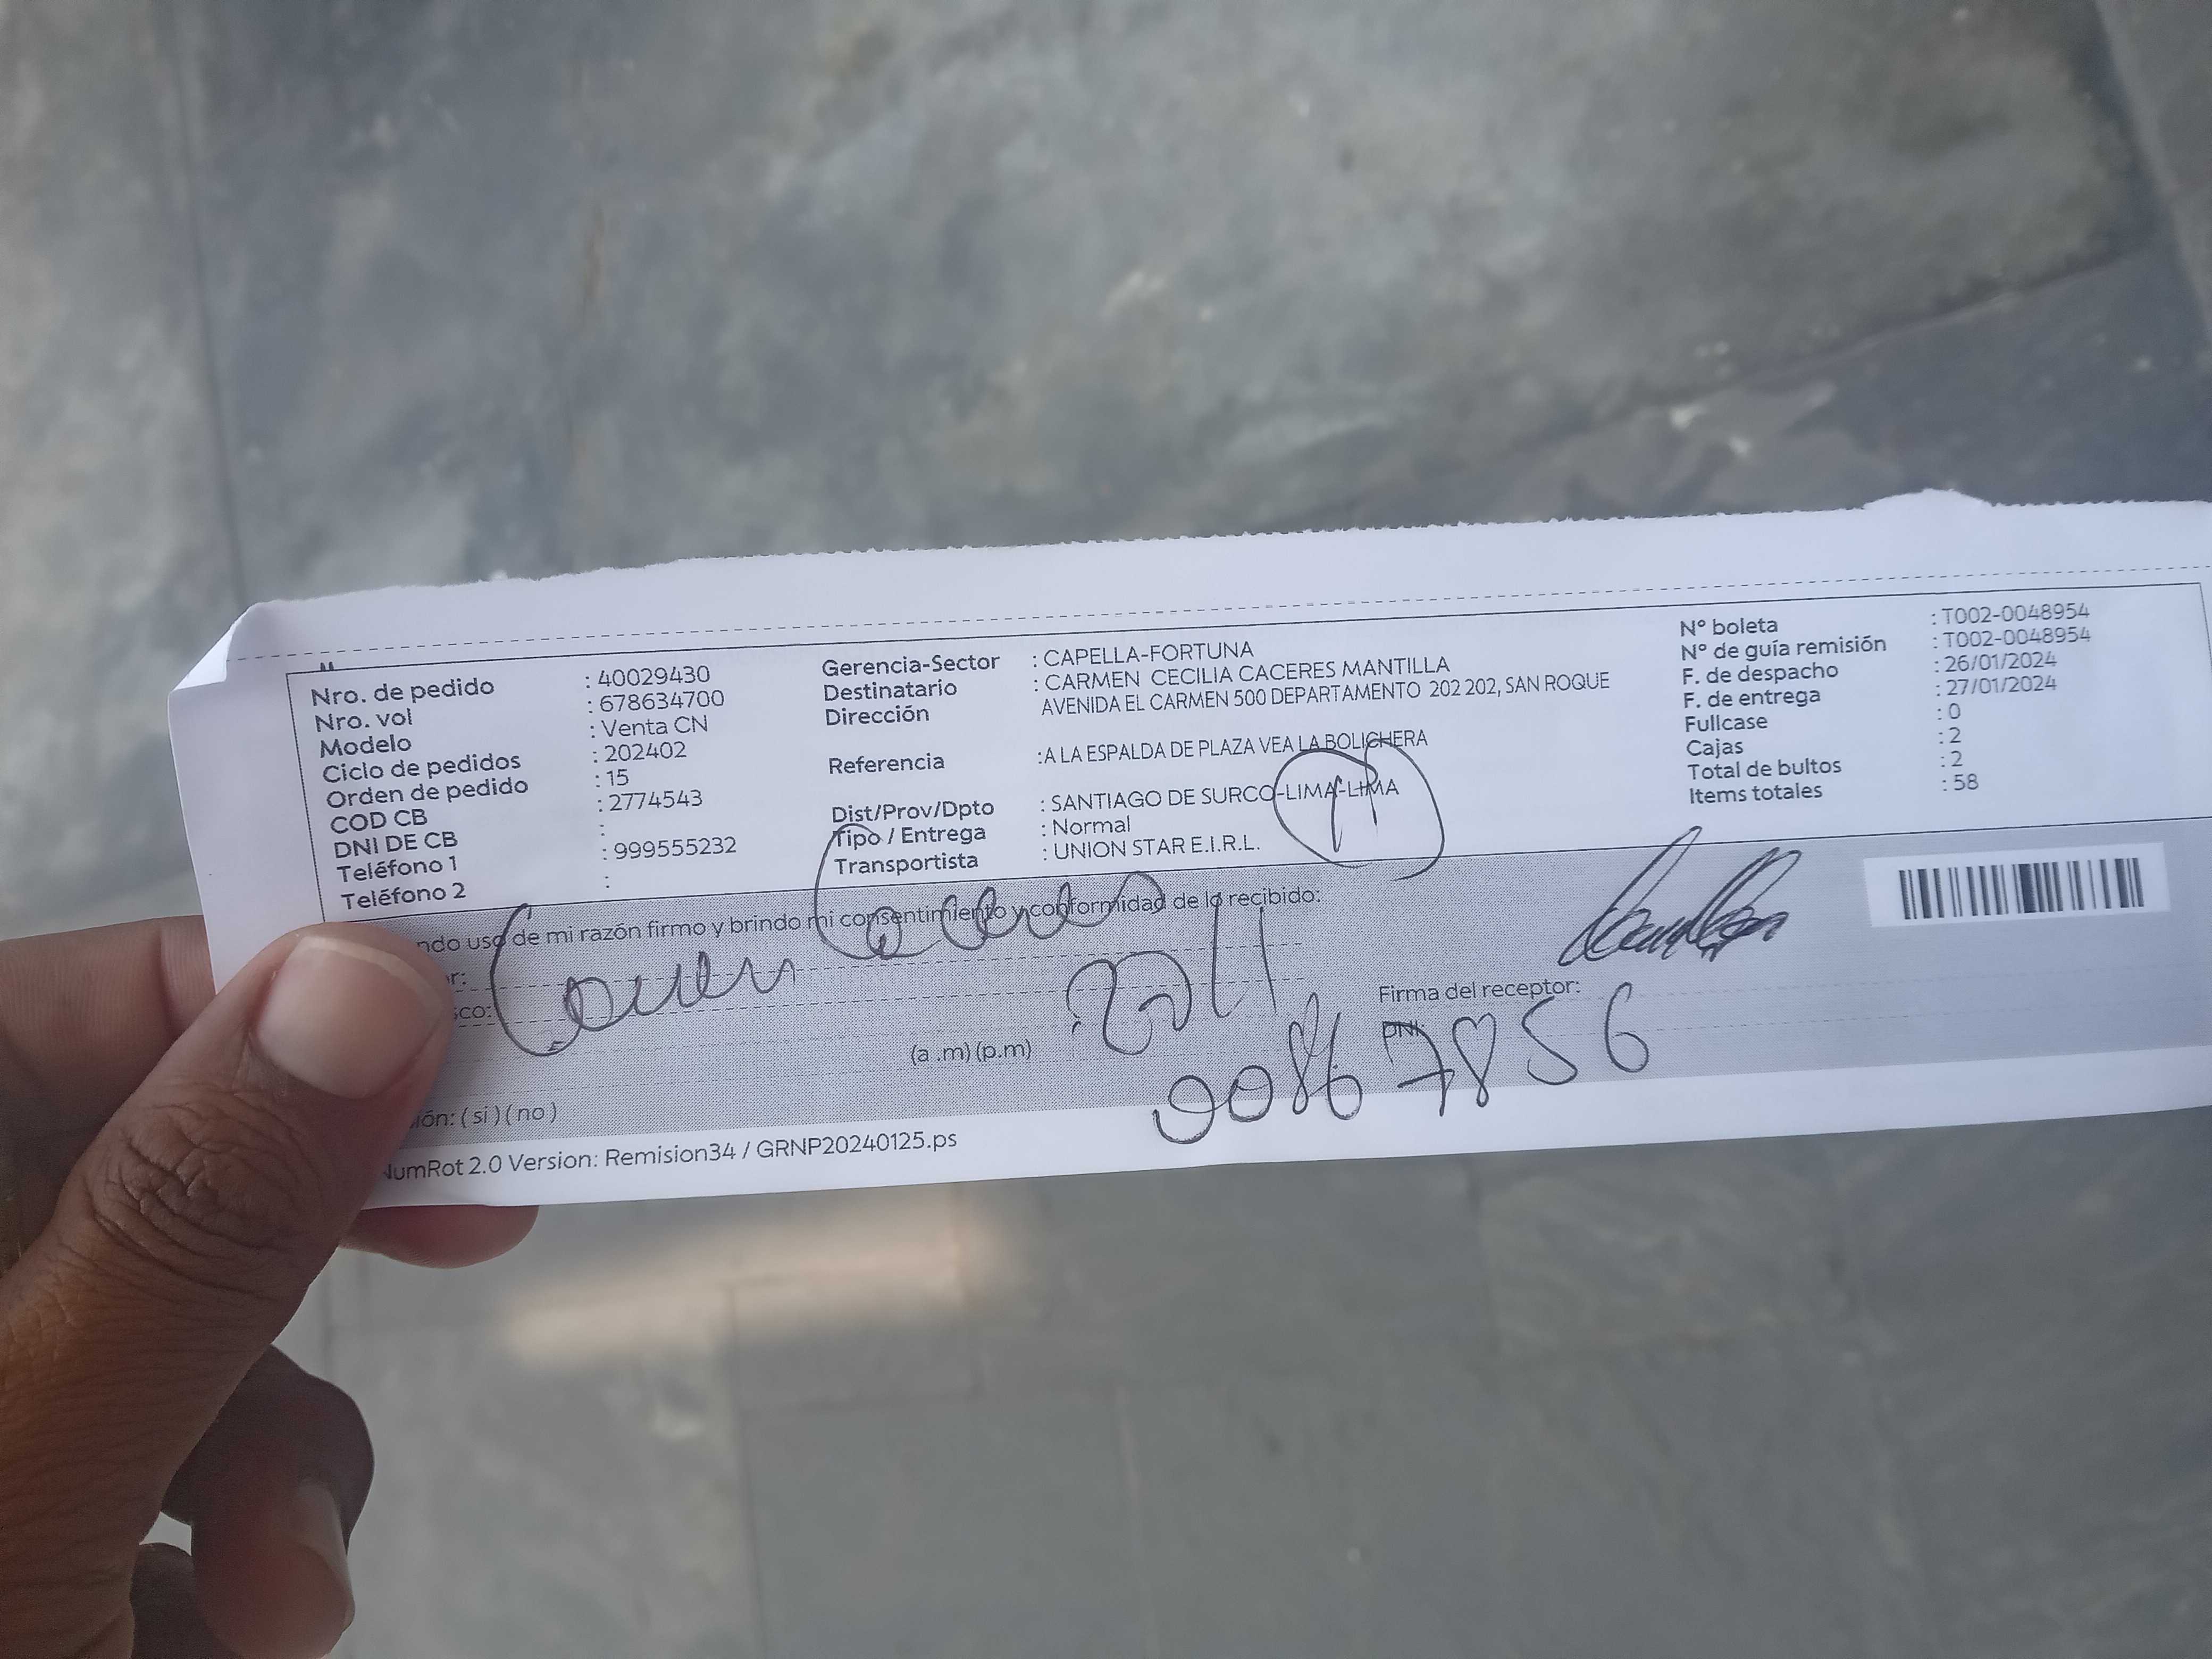 Nro. de pedido : 40029430
Nro. vol : 678634700
Modelo : Venta CN
Ciclo de pedidos : 202402
Orden de pedido : 15
COD CB : 2774543
DNI DE CB :
Teléfono 1 : 999555232
Teléfono 2 :
Gerencia-Sector : CAPELLA-FORTUNA
Destinatario : CARMEN CECILIA CACERES MANTILLA
Dirección AVENIDA EL CARMEN 500 DEPARTAMENTO 202 202, SAN ROQUE
Referencia :A LA ESPALDA DE PLAZA VEA LA BOLICHERA
Dist/Prov/Dpto : SANTIAGO DE SURCO-LIMA-LIMA
Tipo / Entrega : Normal
Transportista : UNION STAR E.I.R.L.
N° boleta : T002-0048954
N° de guía remisión : T002-0048954
F. de despacho : 26/01/2024
F. de entrega : 27/01/2024
Fullcase : 0
Cajas : 2
Total de bultos : 2
Items totales : 58
ndo uso de mi razón firmo y brindo mi consentimiento y conformidad de lo recibido:
r:
sco:
Firma del receptor:
DNI
(a .m) (p.m)
ión: ( si ) ( no )
NumRot 2.0 Version: Remision34 / GRNP20240125.ps